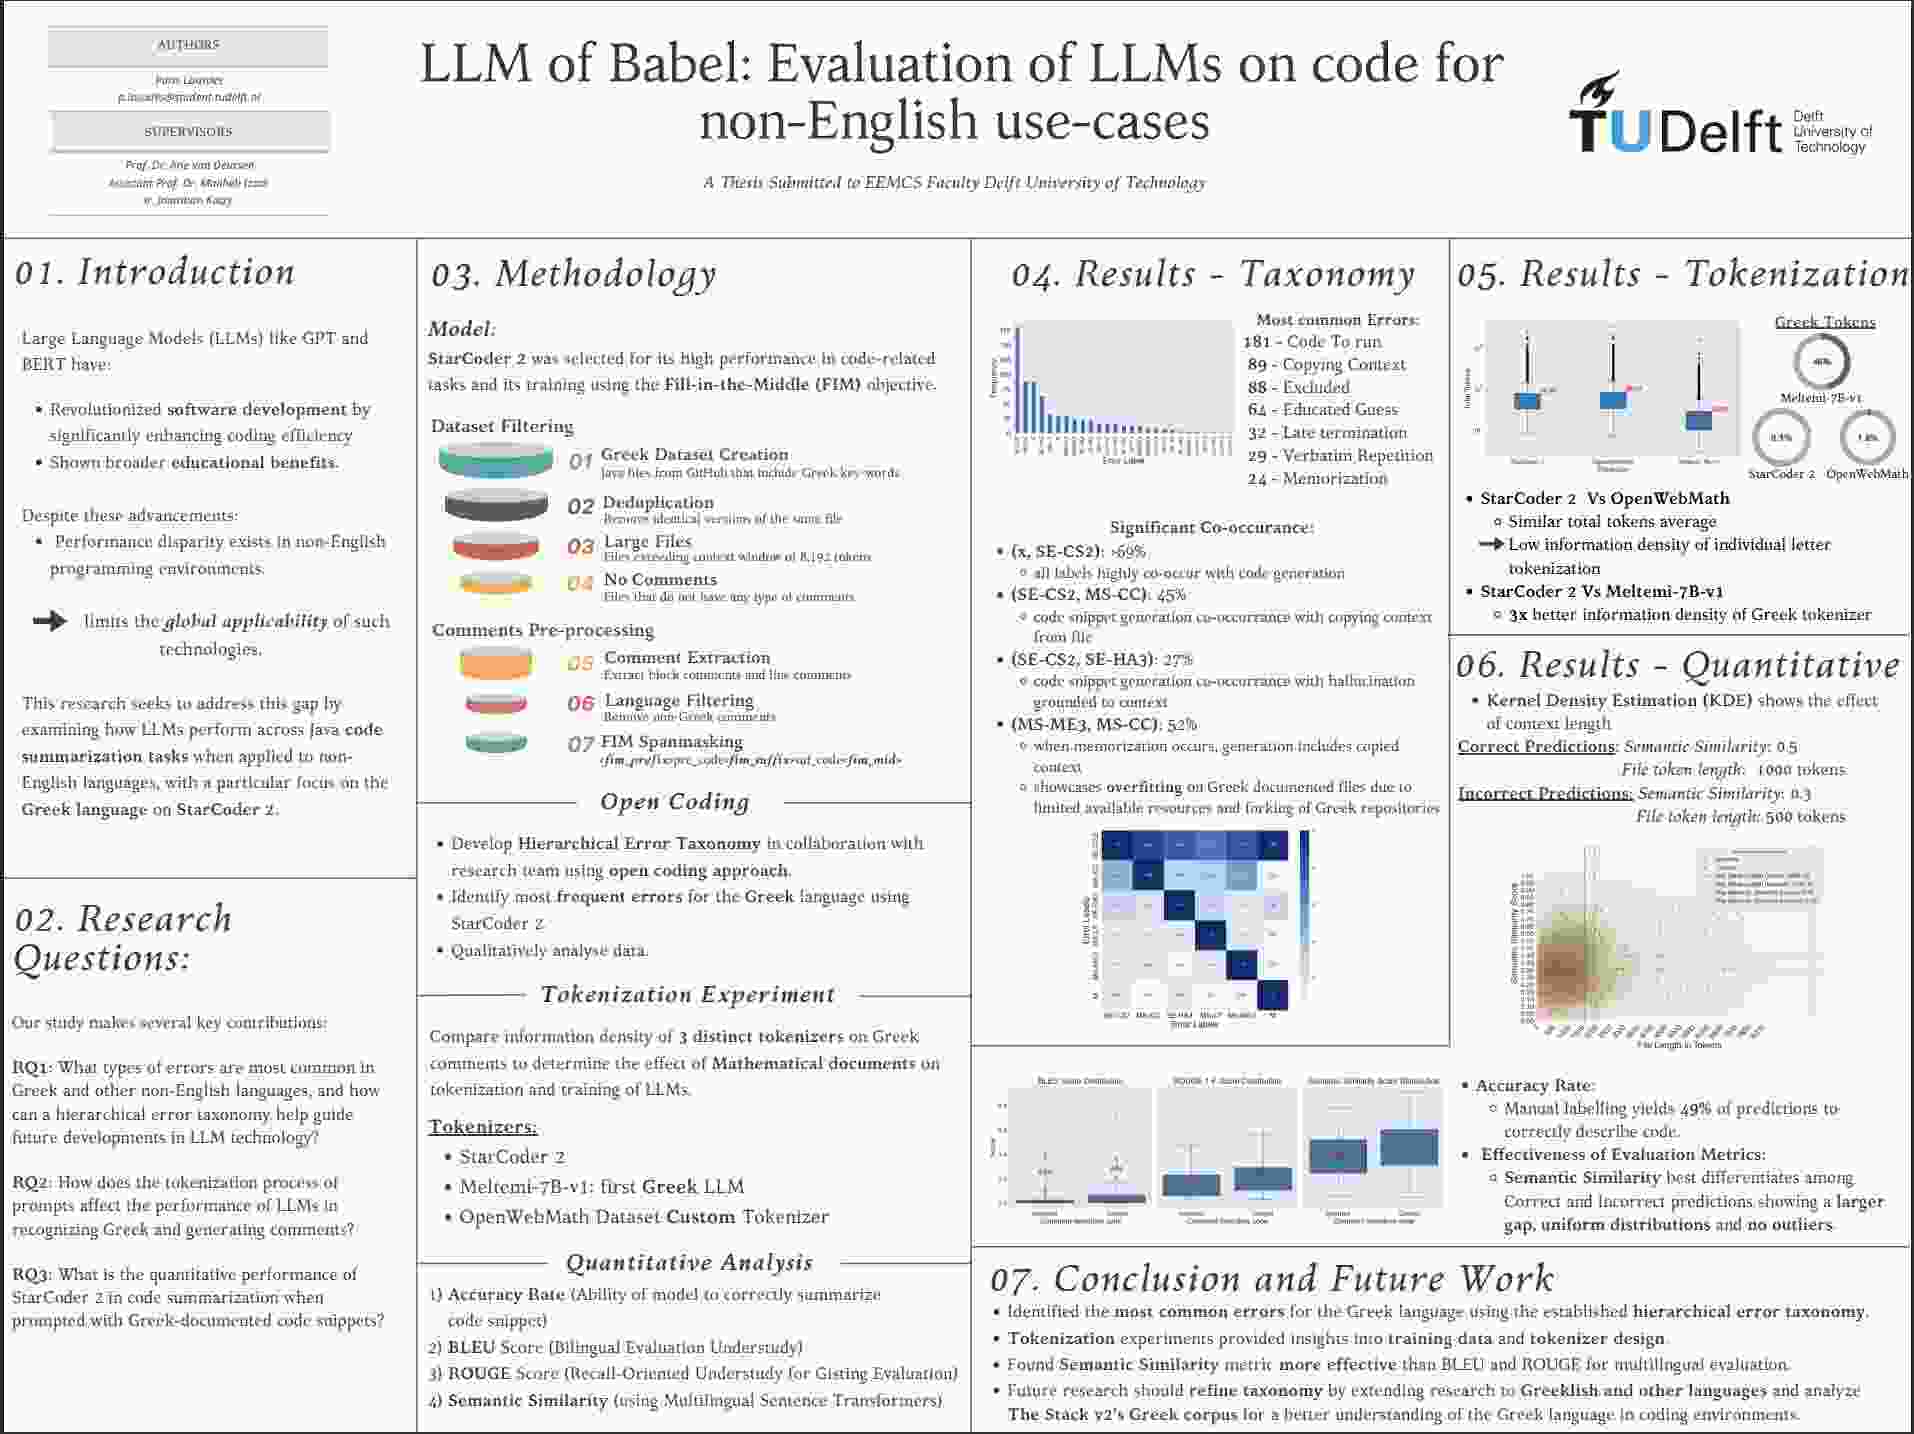 AUTHORS
p.loizides@student.tudelft.nl
SUPERVISORS
Prof. Dr. Arie van Deursen
Assistant Prof. Dr. Maliheh Izadi
ir. Jonathan Katzy
LLM of Babel: Evaluation of LLMs on code for
non-English use-cases
A Thesis Submitted to EEMCS Faculty Delft University of Technology
TUDelft
Delft
University of
Technology
01. Introduction
Large Language Models (LLMs) like GPT and
BERT have:
• Revolutionized software development by
significantly enhancing coding efficiency
• Shown broader educational benefits.
Despite these advancements:
• Performance disparity exists in non-English
programming environments.
limits the global applicability of such
technologies.
This research seeks to address this gap by
examining how LLMs perform across Java code
summarization tasks when applied to non-
English languages, with a particular focus on the
Greek language on StarCoder 2.
02. Research
Questions:
Our study makes several key contributions:
RQ1: What types of errors are most common in
Greek and other non-English languages, and how
can a hierarchical error taxonomy help guide
future developments in LLM technology?
RQ2: How does the tokenization process of
prompts affect the performance of LLMs in
recognizing Greek and generating comments?
RQ3: What is the quantitative performance of
StarCoder 2 in code summarization when
prompted with Greek-documented code snippets?
03. Methodology
Model:
StarCoder 2 was selected for its high performance in code-related
tasks and its training using the Fill-in-the-Middle (FIM) objective.
Dataset Filtering
01 Greek Dataset Creation
Java files from GitHub that include Greek key-words
02 Deduplication
Remove identical versions of the same file
03 Large Files
Files exceeding context window of 8,192 tokens
04 No Comments
Files that do not have any type of comments
Comments Pre-processing
05 Comment Extraction
Extract block comments and line comments
06 Language Filtering
Remove non-Greek comments
07 FIM Spanmasking
<fim_prefix>pre_code<fim_suffix>suf_code<fim_mid>
Open Coding
• Develop Hierarchical Error Taxonomy in collaboration with
research team using open coding approach.
• Identify most frequent errors for the Greek language using
StarCoder 2
• Qualitatively analyse data.
Tokenization Experiment
Compare information density of 3 distinct tokenizers on Greek
comments to determine the effect of Mathematical documents on
tokenization and training of LLMs.
Tokenizers:
• StarCoder 2
• Meltemi-7B-v1: first Greek LLM
• OpenWebMath Dataset Custom Tokenizer
Quantitative Analysis
1) Accuracy Rate (Ability of model to correctly summarize
code snippet)
2) BLEU Score (Bilingual Evaluation Understudy)
3) ROUGE Score (Recall-Oriented Understudy for Gisting Evaluation)
4) Semantic Similarity (using Multilingual Sentence Transformers)
04. Results - Taxonomy
Frequency
Error Label
Most common Errors:
181 - Code To run
89 - Copying Context
88 - Excluded
64 - Educated Guess
32 - Late termination
29 - Verbatim Repetition
24 - Memorization
Significant Co-occurance:
• (x, SE-CS2): >69%
◦ all labels highly co-occur with code generation
• (SE-CS2, MS-CC): 45%
◦ code snippet generation co-occurrance with copying context
from file
• (SE-CS2, SE-HA3): 27%
◦ code snippet generation co-occurrance with hallucination
grounded to context
• (MS-ME3, MS-CC): 52%
◦ when memorization occurs, generation includes copied
context
◦ showcases overfitting on Greek documented files due to
limited available resources and forking of Greek repositories
Error Labels
Error Labels
BLEU Score Distribution
ROUGE-1 F-Score Distribution
Semantic Similarity Score Distribution
05. Results - Tokenization
Greek Tokens
Meltemi-7B-v1
StarCoder 2
OpenWebMath
• StarCoder 2 Vs OpenWebMath
◦ Similar total tokens average
Low information density of individual letter
tokenization
• StarCoder 2 Vs Meltemi-7B-v1
◦ 3x better information density of Greek tokenizer
06. Results - Quantitative
• Kernel Density Estimation (KDE) shows the effect
of context length
Correct Predictions: Semantic Similarity: 0.5
File token length: 1000 tokens
Incorrect Predictions: Semantic Similarity: 0.3
File token length: 500 tokens
Semantic Similarity Score
File Length in Tokens
• Accuracy Rate:
◦ Manual labelling yields 49% of predictions to
correctly describe code.
• Effectiveness of Evaluation Metrics:
◦ Semantic Similarity best differentiates among
Correct and Incorrect predictions showing a larger
gap, uniform distributions and no outliers.
07. Conclusion and Future Work
• Identified the most common errors for the Greek language using the established hierarchical error taxonomy.
• Tokenization experiments provided insights into training data and tokenizer design.
• Found Semantic Similarity metric more effective than BLEU and ROUGE for multilingual evaluation.
• Future research should refine taxonomy by extending research to Greeklish and other languages and analyze
The Stack v2's Greek corpus for a better understanding of the Greek language in coding environments.